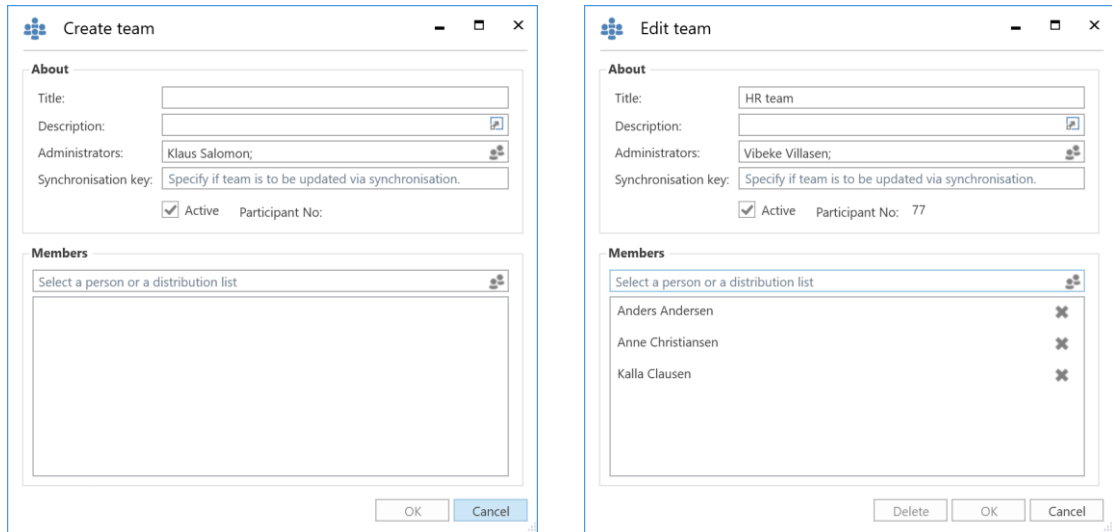 Create team
About
Title:
Description:
Administrators: Klaus Salomon;
Synchronisation key: Specify if team is to be updated via synchronisation.
Active Participant No:
Members
Select a person or a distribution list
OK Cancel
Edit team
About
Title: HR team
Description:
Administrators: Vibeke Villasen;
Synchronisation key: Specify if team is to be updated via synchronisation.
Active Participant No: 77
Members
Select a person or a distribution list
Anders Andersen
Anne Christiansen
Kalla Clausen
Delete OK Cancel